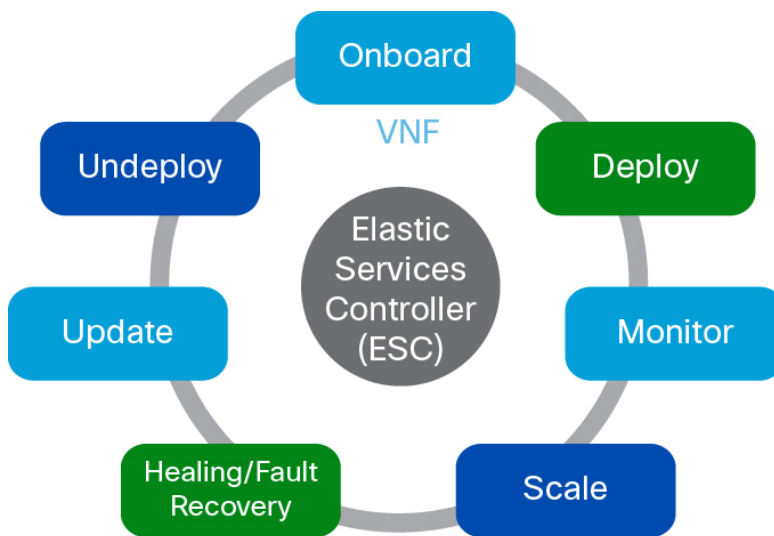 Onboard
VNF
Undeploy
Deploy
Elastic
Services
Controller
(ESC)
Update
Monitor
Healing/Fault
Recovery
Scale